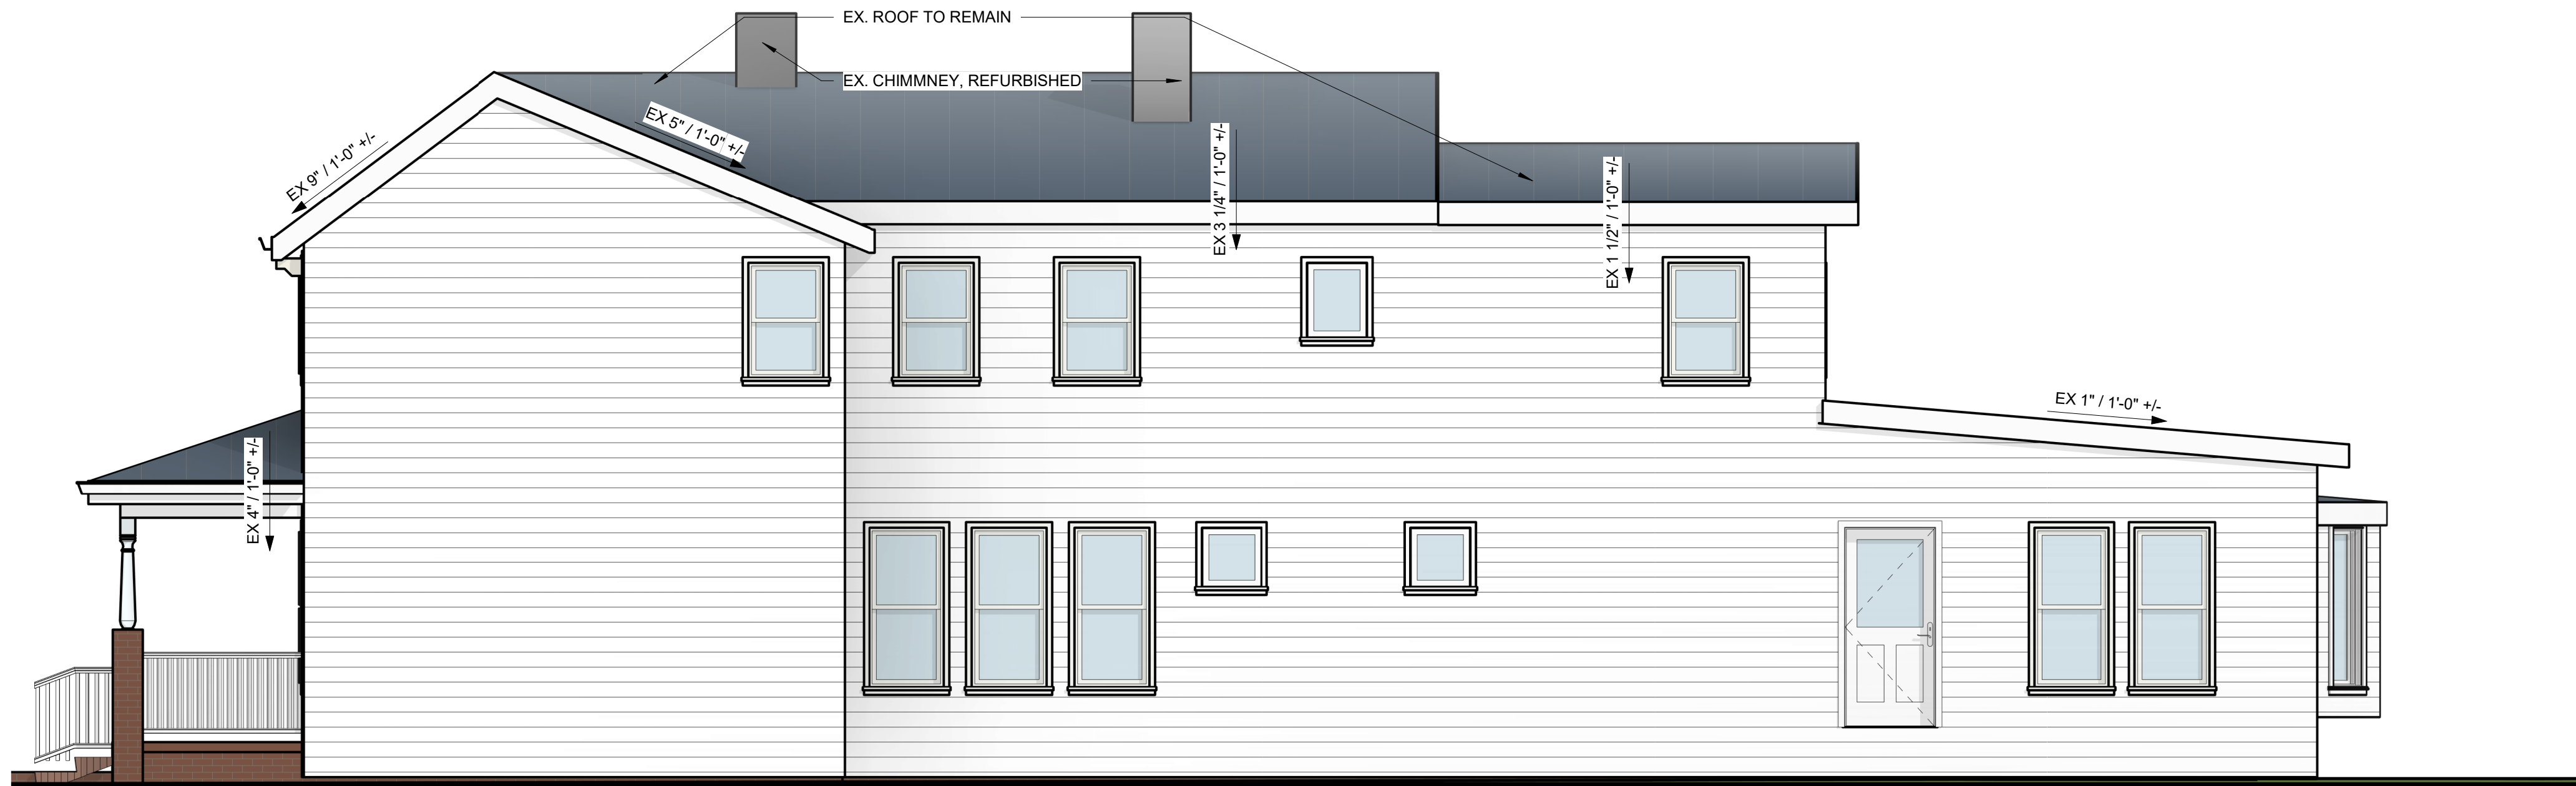 EX. ROOF TO REMAIN
EX. CHIMMNEY, REFURBISHED
EX 9" / 1'-0" +/-
EX 5" / 1'-0" +/-
EX 3 1/4" / 1'-0" +/-
EX 1 1/2" / 1'-0" +/-
EX 1" / 1'-0" +/-
EX 4" / 1'-0" +/-